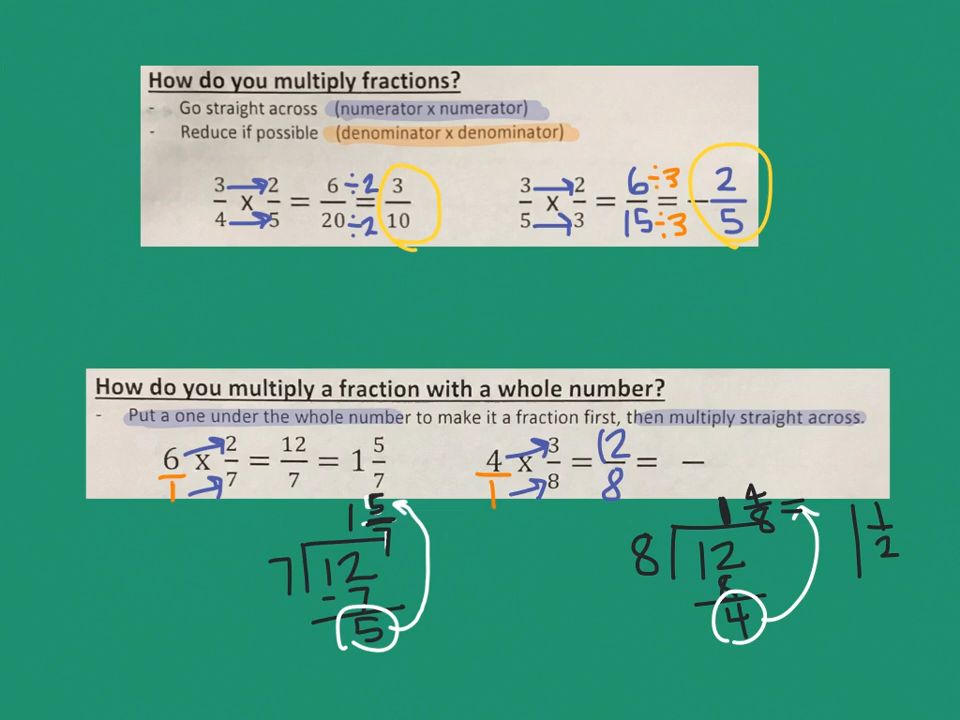 How do you multiply fractions?
- Go straight across (numerator x numerator)
- Reduce if possible (denominator x denominator)
3/4 x 2/5 = 6/20 ÷2/÷2 = 3/10
3/5 x 2/3 = 6/15 ÷3/÷3 = - 2/5
How do you multiply a fraction with a whole number?
- Put a one under the whole number to make it a fraction first, then multiply straight across.
6/1 x 2/7 = 12/7 = 1 5/7
4/1 x 3/8 = 12/8 = —
1 5/7
7 12
- 7
5
1 4/8 = 1 1/2
8 12
8
4